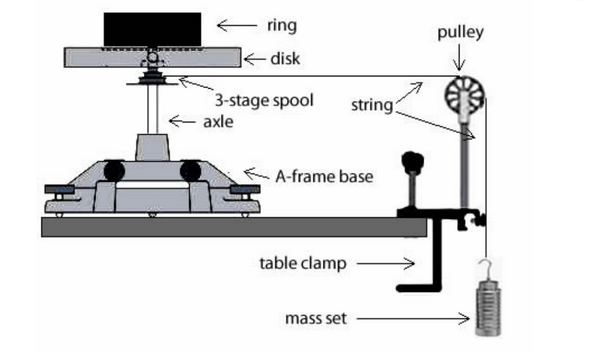 ring
pulley
disk
3-stage spool
string
axle
A-frame base
table clamp
mass set